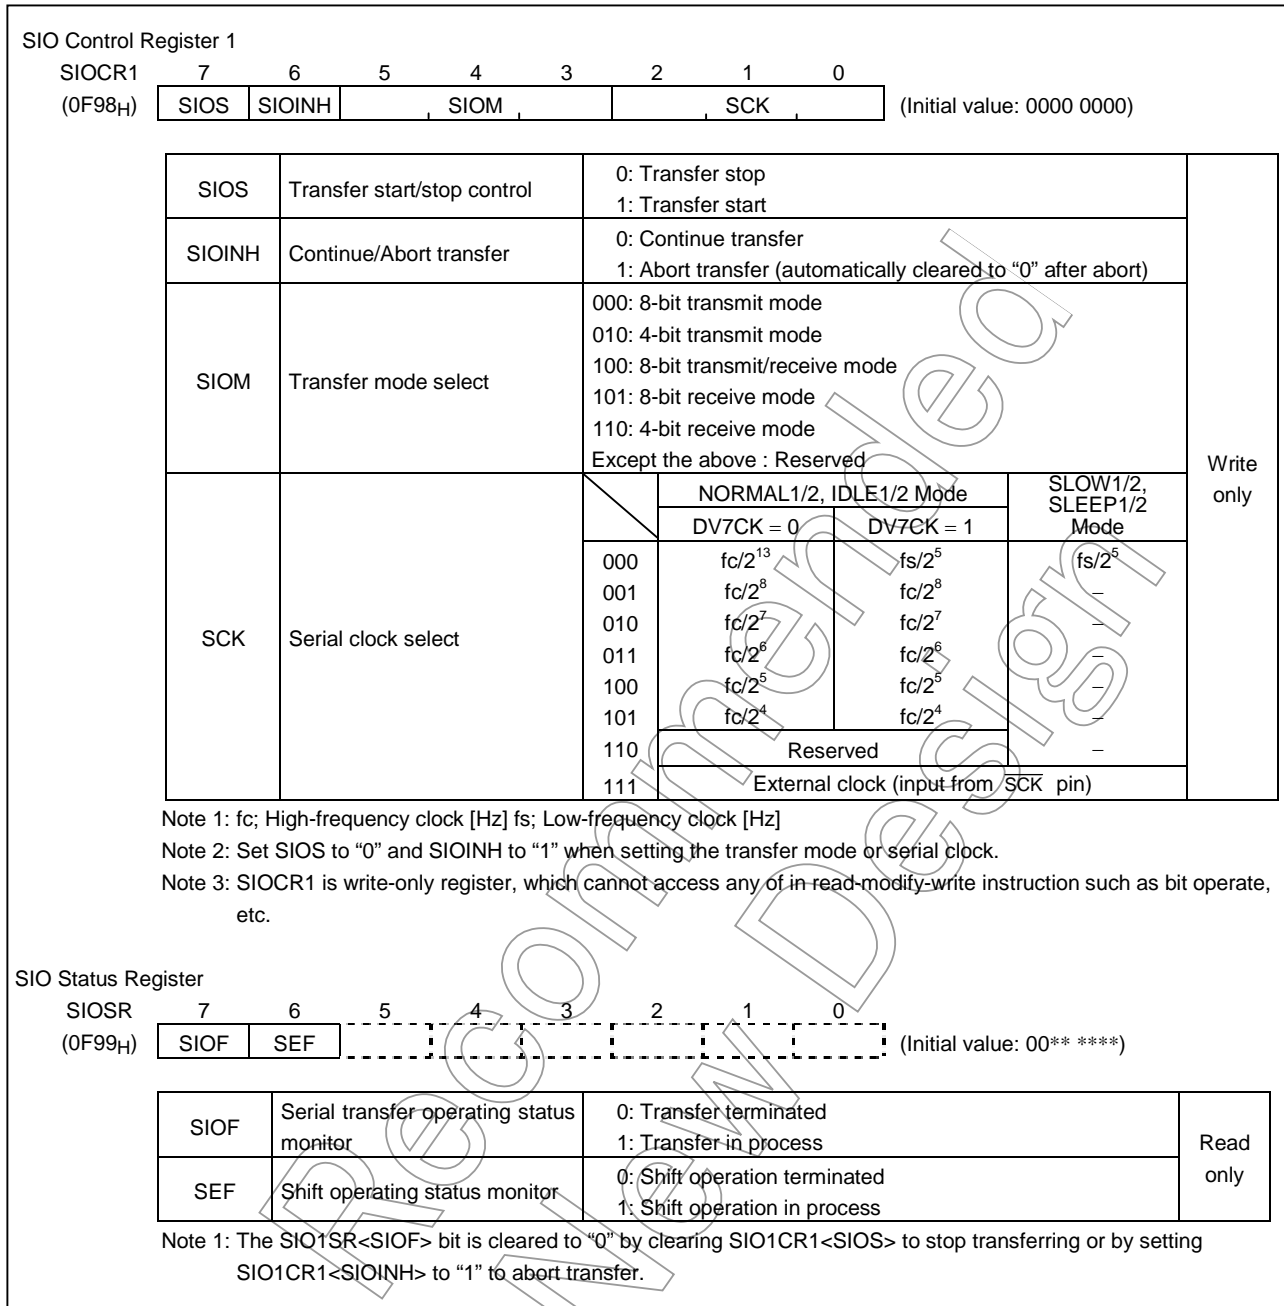 SIO Control Register 1
SIOCR1 7 6 5 4 3 2 1 0
(0F98H) SIOS SIOINH SIOM SCK (Initial value: 0000 0000)
SIOS Transfer start/stop control 0: Transfer stop
1: Transfer start
SIOINH Continue/Abort transfer 0: Continue transfer
1: Abort transfer (automatically cleared to “0” after abort)
SIOM Transfer mode select 000: 8-bit transmit mode
010: 4-bit transmit mode
100: 8-bit transmit/receive mode
101: 8-bit receive mode
110: 4-bit receive mode
Except the above : Reserved
Write only
SCK Serial clock select
NORMAL1/2, IDLE1/2 Mode SLOW1/2, SLEEP1/2 Mode
DV7CK = 0 DV7CK = 1
000 fc/2^13 fs/2^5 fs/2^5
001 fc/2^8 fc/2^8 –
010 fc/2^7 fc/2^7 –
011 fc/2^6 fc/2^6 –
100 fc/2^5 fc/2^5 –
101 fc/2^4 fc/2^4 –
110 Reserved –
111 External clock (input from SCK pin)
Note 1: fc; High-frequency clock [Hz] fs; Low-frequency clock [Hz]
Note 2: Set SIOS to “0” and SIOINH to “1” when setting the transfer mode or serial clock.
Note 3: SIOCR1 is write-only register, which cannot access any of in read-modify-write instruction such as bit operate,
etc.
SIO Status Register
SIOSR 7 6 5 4 3 2 1 0
(0F99H) SIOF SEF (Initial value: 00** ****)
SIOF Serial transfer operating status monitor 0: Transfer terminated
1: Transfer in process
SEF Shift operating status monitor 0: Shift operation terminated
1: Shift operation in process
Read only
Note 1: The SIO1SR<SIOF> bit is cleared to “0” by clearing SIO1CR1<SIOS> to stop transferring or by setting
SIO1CR1<SIOINH> to “1” to abort transfer.
Recommended
New Design